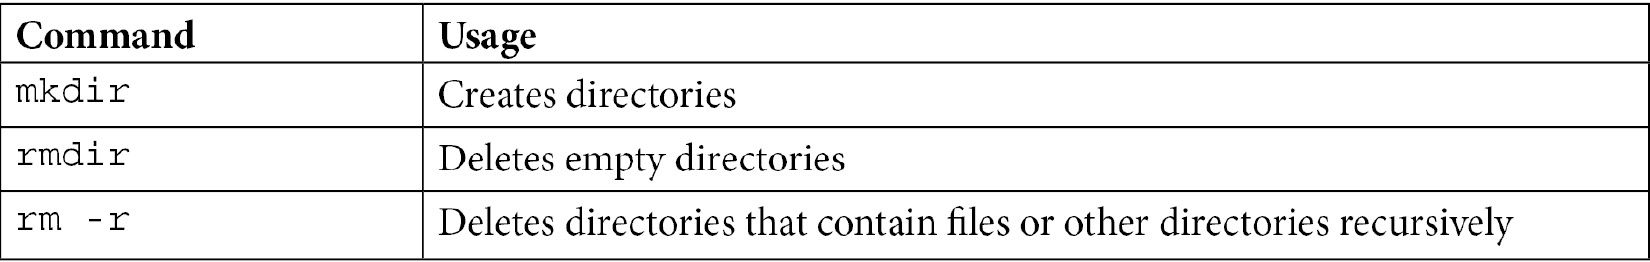 Command Usage
mkdir Creates directories
rmdir Deletes empty directories
rm -r Deletes directories that contain files or other directories recursively